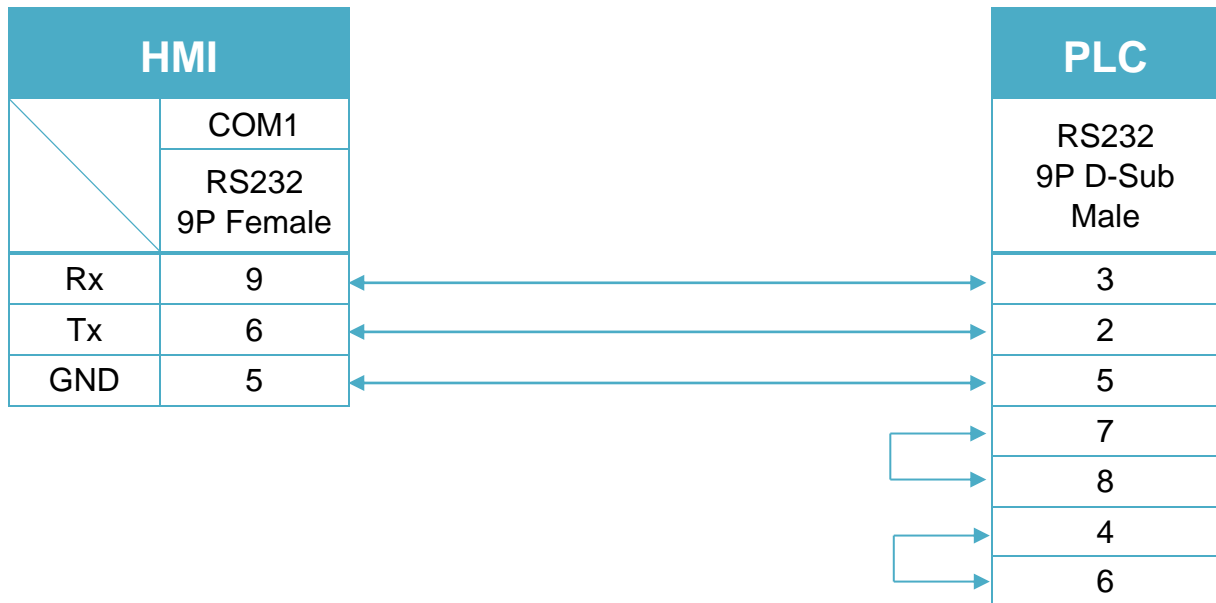 HMI
PLC
COM1
RS232
9P Female
RS232
9P D-Sub
Male
Rx 9 3
Tx 6 2
GND 5 5
7
8
4
6